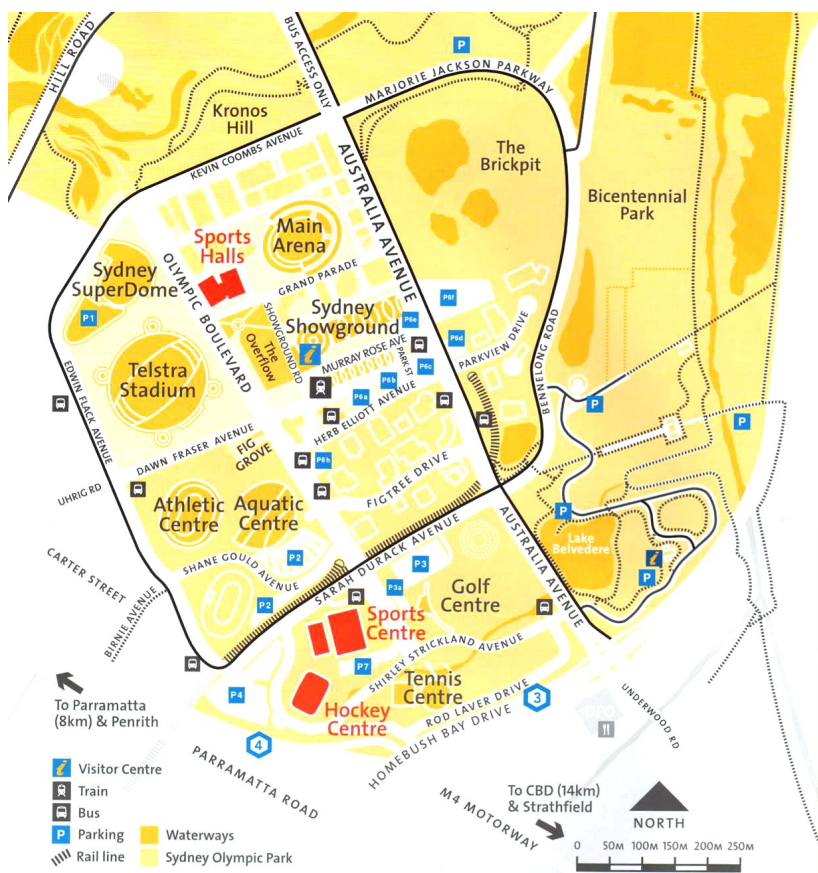 HILL ROAD
BUS ACCESS ONLY
P
MARJORIE JACKSON PARKWAY
Kronos
Hill
KEVIN COOMBS AVENUE
The
Brickpit
AUSTRALIA AVENUE
Bicentennial
Park
Main
Arena
Sports
Halls
Sydney
SuperDome
OLYMPIC BOULEVARD
GRAND PARADE
P1
Sydney
Showground
SHOWGROUND RD
The
Overflow
i
P6f
P6e
P6d
MURRAY ROSE AVE
PARK ST
P6c
P6b
P6a
PARKVIEW DRIVE
BENNELONG ROAD
Telstra
Stadium
EDWIN FLACK AVENUE
HERB ELLIOTT AVENUE
P
P
DAWN FRASER AVENUE
FIG
GROVE
P6h
FIGTREE DRIVE
UHRIG RD
Athletic
Centre
Aquatic
Centre
AUSTRALIA AVENUE
P
Lake
Belvedere
i
P
CARTER STREET
SHANE GOULD AVENUE
P2
SARAH DURACK AVENUE
P3
P3a
Golf
Centre
BIRNIE AVENUE
P2
Sports
Centre
SHIRLEY STRICKLAND AVENUE
P7
Tennis
Centre
P4
Hockey
Centre
ROD LAVER DRIVE
3
HOMEBUSH BAY DRIVE
DFO
UNDERWOOD RD
To Parramatta
(8km) & Penrith
4
PARRAMATTA ROAD
M4 MOTORWAY
To CBD (14km)
& Strathfield
i Visitor Centre
Train
Bus
P Parking
Waterways
Rail line
Sydney Olympic Park
NORTH
0 50M 100M 150M 200M 250M